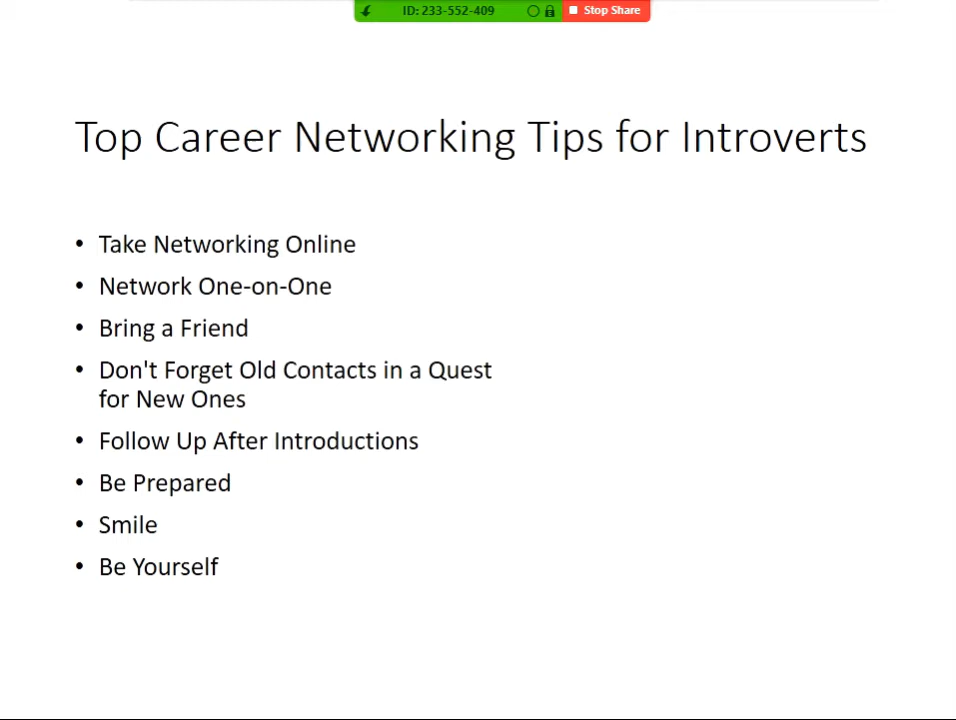 ID: 233-552-409 Stop Share
Top Career Networking Tips for Introverts
• Take Networking Online
• Network One-on-One
• Bring a Friend
• Don't Forget Old Contacts in a Quest
for New Ones
• Follow Up After Introductions
• Be Prepared
• Smile
• Be Yourself